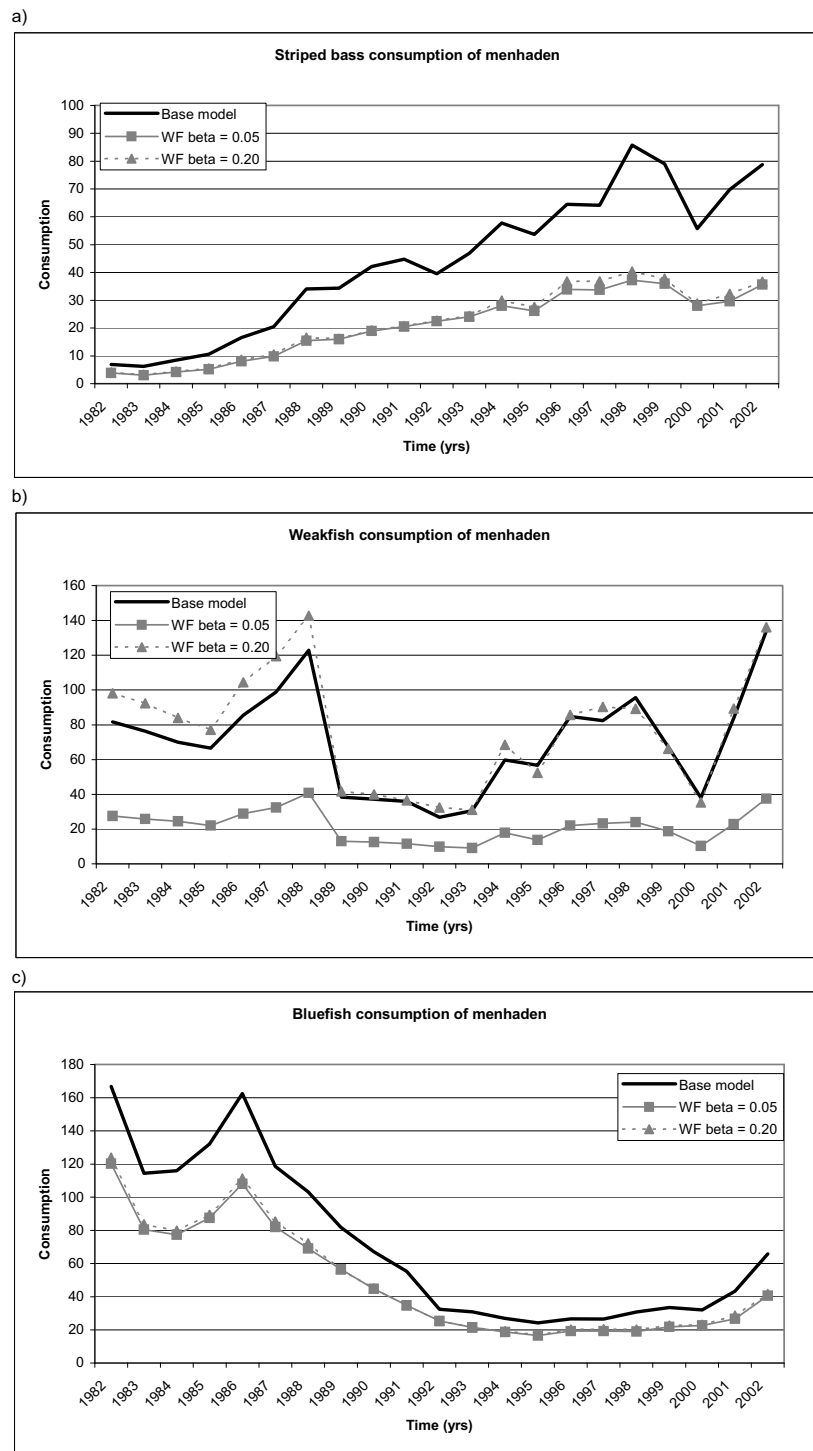 a)
Striped bass consumption of menhaden
100
90
80
70
60
50
40
30
20
10
0
Consumption
Base model
WF beta = 0.05
WF beta = 0.20
1982 1983 1984 1985 1986 1987 1988 1989 1990 1991 1992 1993 1994 1995 1996 1997 1998 1999 2000 2001 2002
Time (yrs)
b)
Weakfish consumption of menhaden
160
140
120
100
80
60
40
20
0
Consumption
Base model
WF beta = 0.05
WF beta = 0.20
1982 1983 1984 1985 1986 1987 1988 1989 1990 1991 1992 1993 1994 1995 1996 1997 1998 1999 2000 2001 2002
Time (yrs)
c)
Bluefish consumption of menhaden
180
160
140
120
100
80
60
40
20
0
Consumption
Base model
WF beta = 0.05
WF beta = 0.20
1982 1983 1984 1985 1986 1987 1988 1989 1990 1991 1992 1993 1994 1995 1996 1997 1998 1999 2000 2001 2002
Time (yrs)